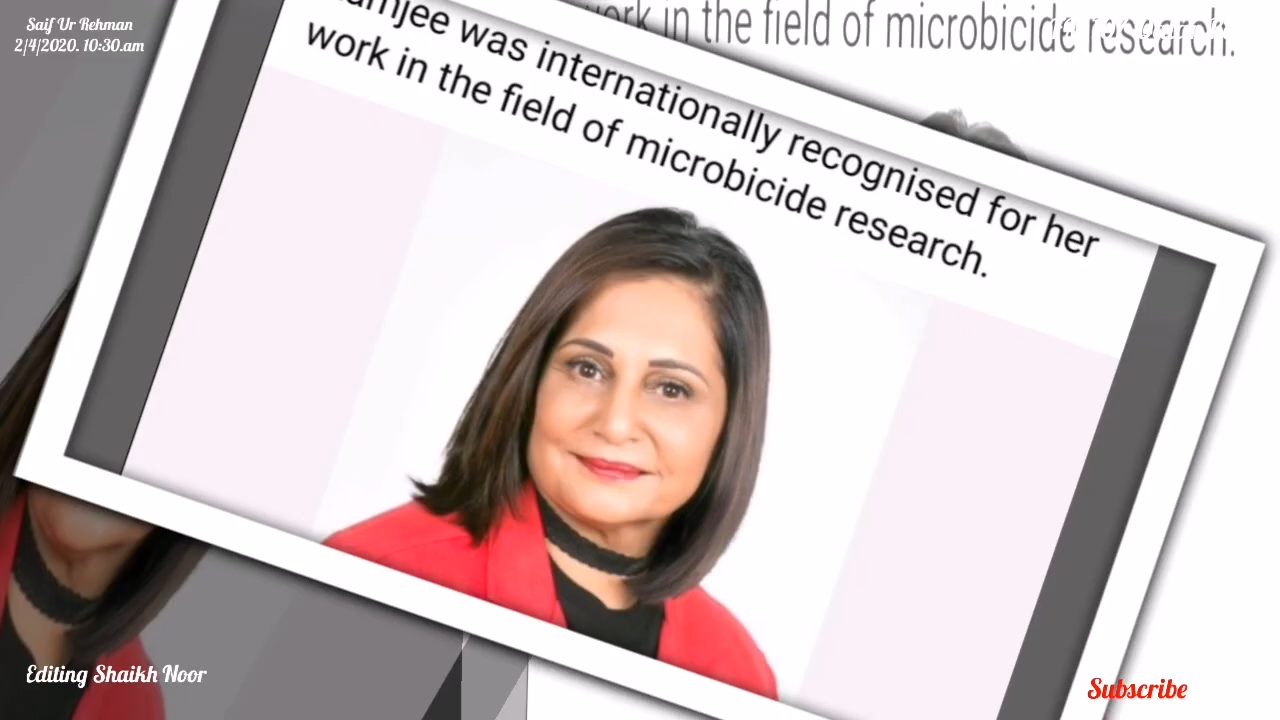 Saif Ur Rehman
2/4/2020. 10:30.am
work in the field of microbicide research.
was internationally recognised for her
work in the field of microbicide research.
Editing Shaikh Noor
Subscribe